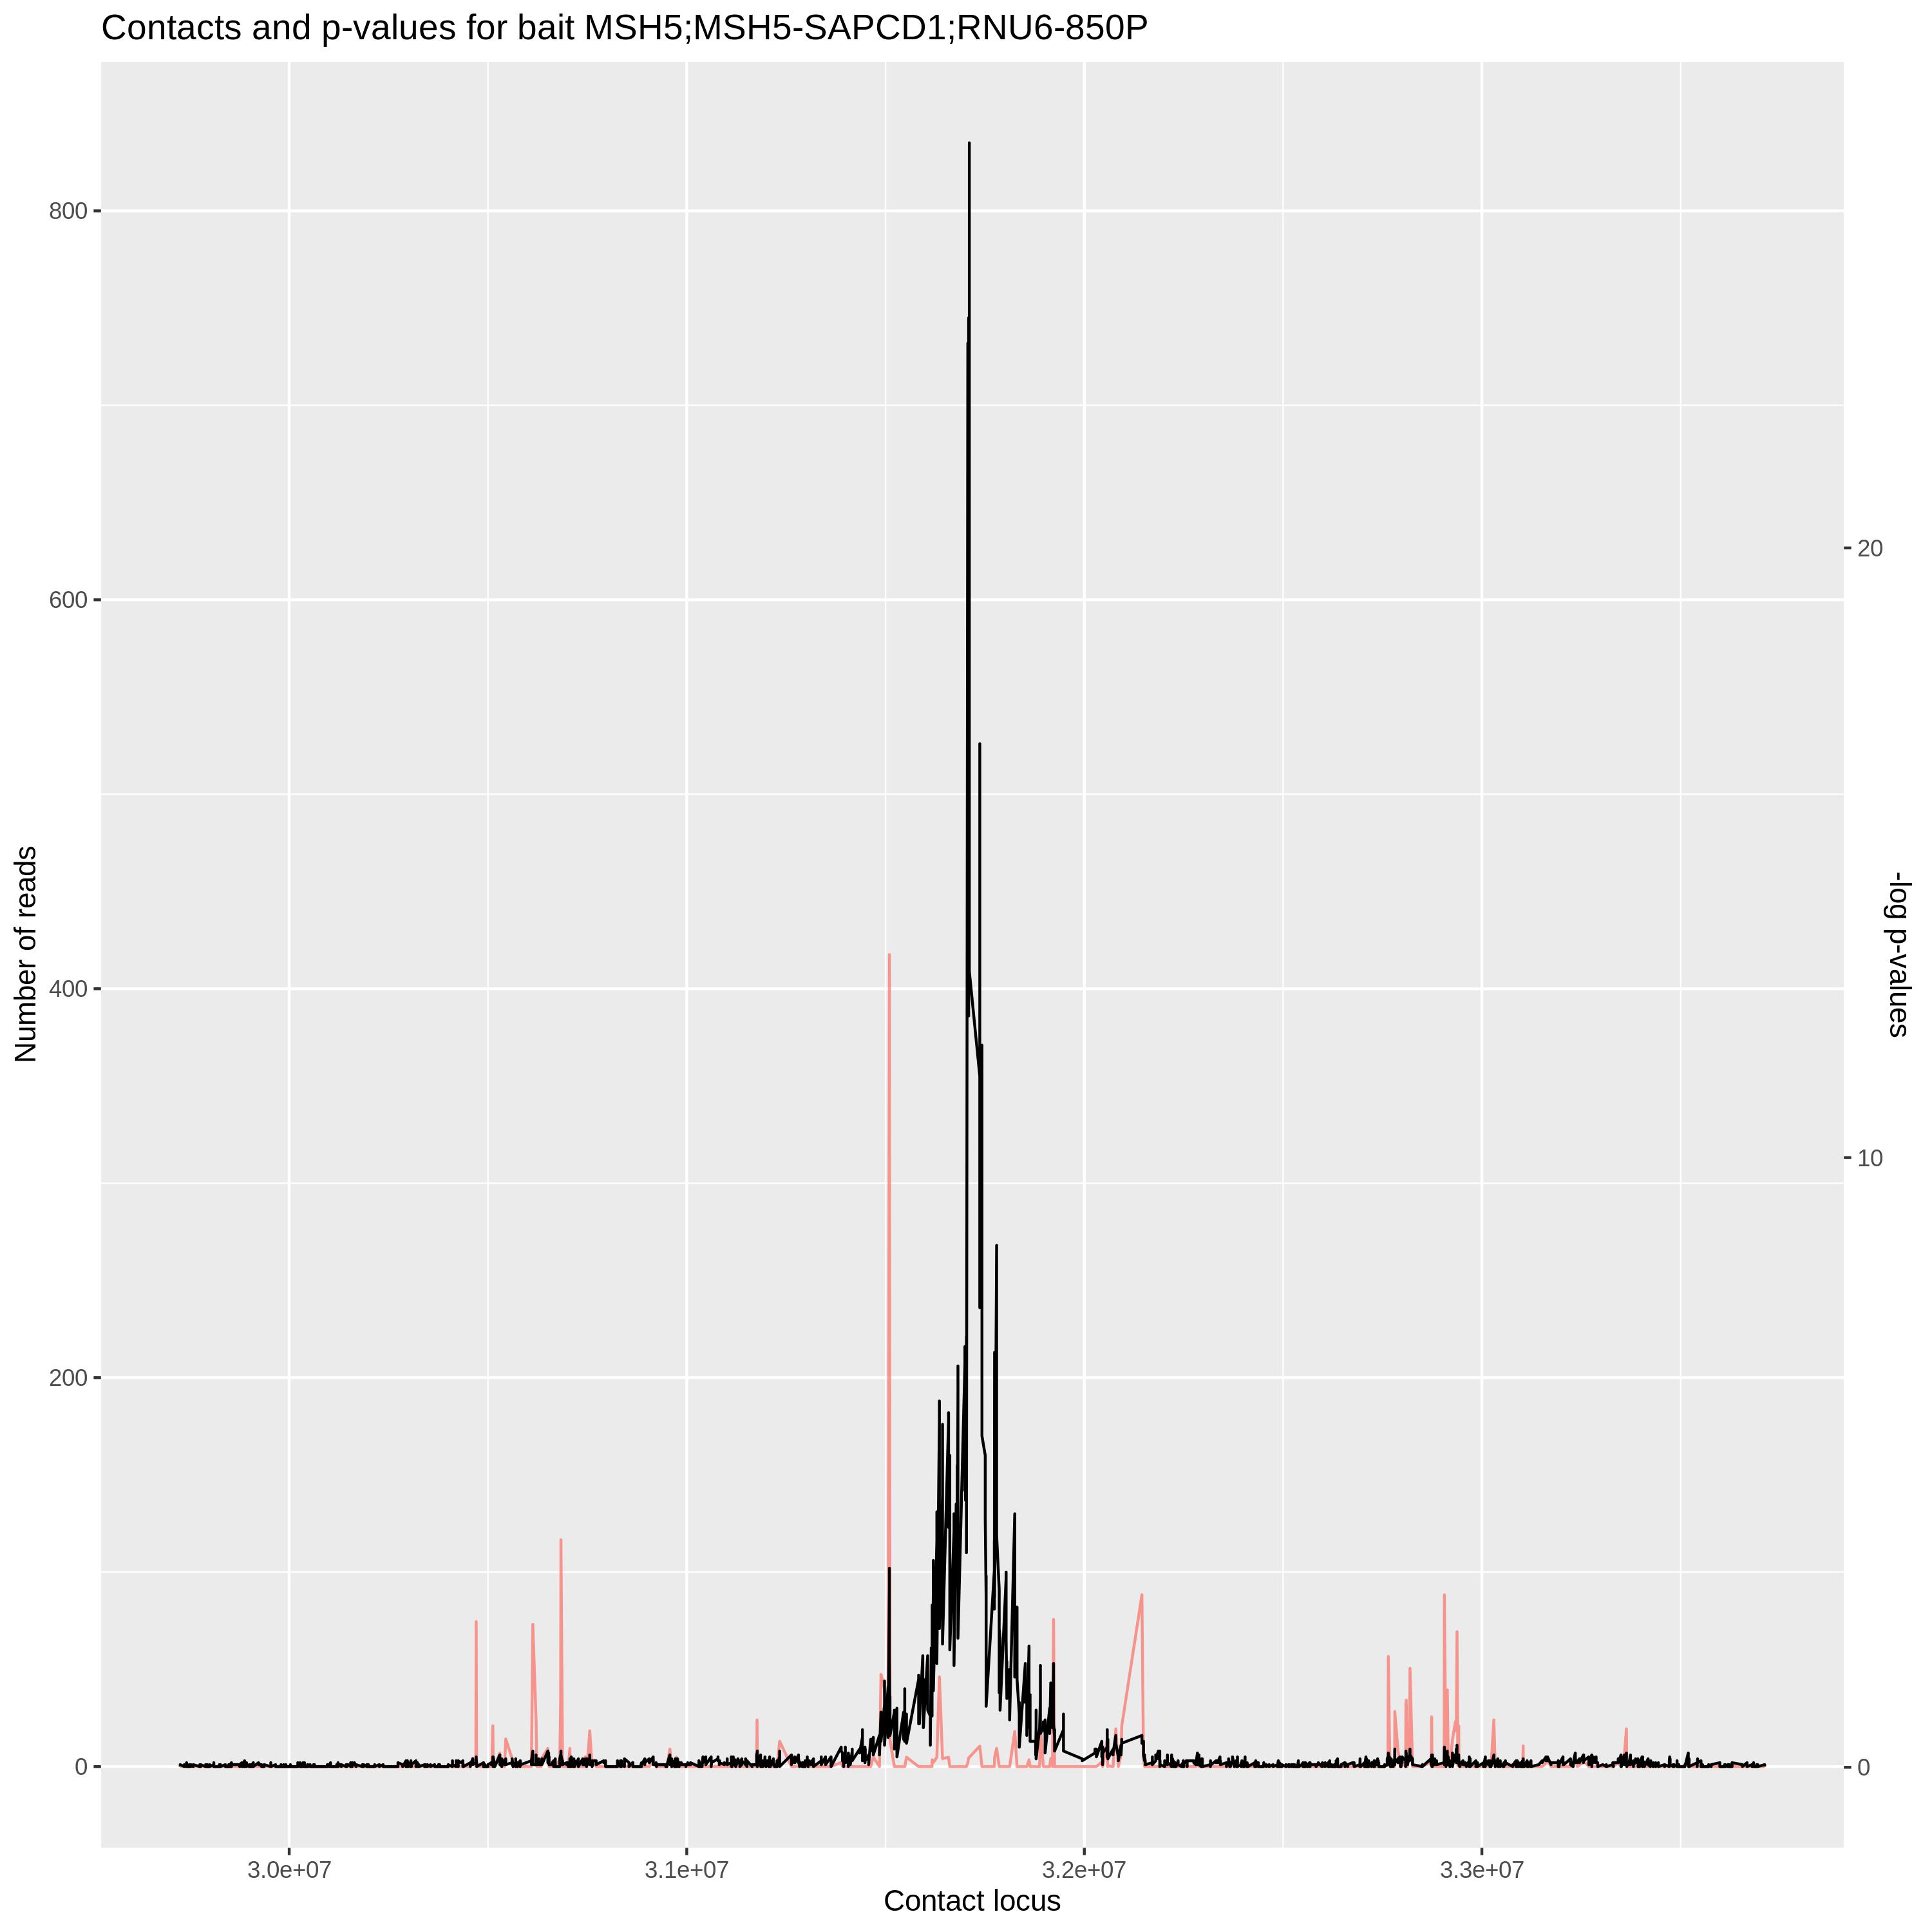 Contacts and p-values for bait MSH5;MSH5-SAPCD1;RNU6-850P
800
600
400
200
0
Number of reads
20
10
0
-log p-values
3.0e+07 3.1e+07 3.2e+07 3.3e+07
Contact locus